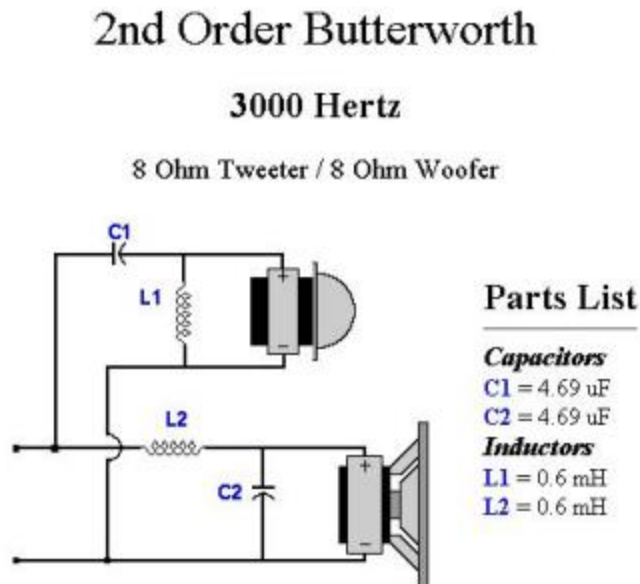 2nd Order Butterworth
3000 Hertz
8 Ohm Tweeter / 8 Ohm Woofer
C1
L1
+
−
L2
C2
+
−
Parts List
Capacitors
C1 = 4.69 uF
C2 = 4.69 uF
Inductors
L1 = 0.6 mH
L2 = 0.6 mH